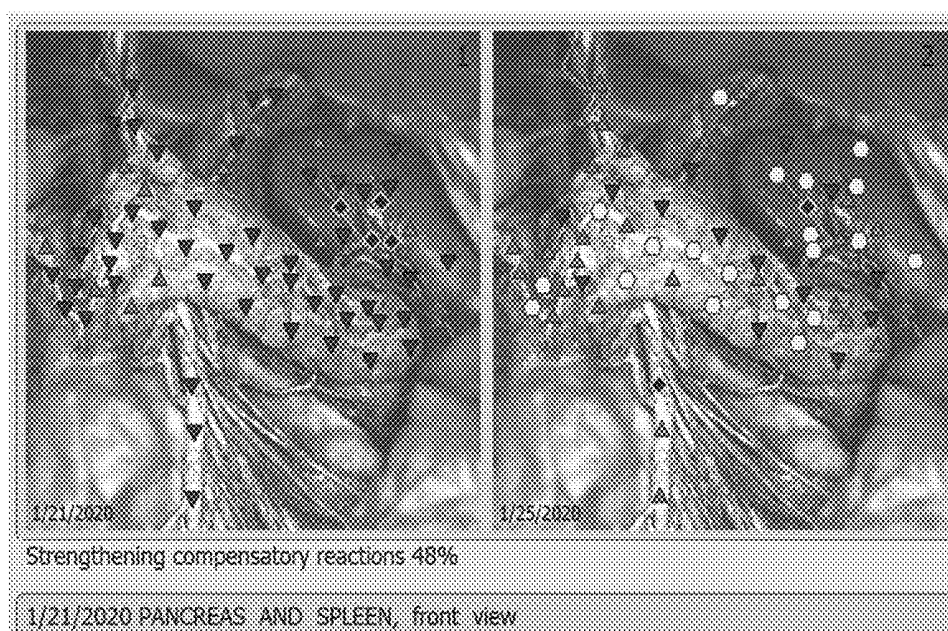 1/21/2020
1/25/2020
Strengthening compensatory reactions 48%
1/21/2020 PANCREAS AND SPLEEN, front view